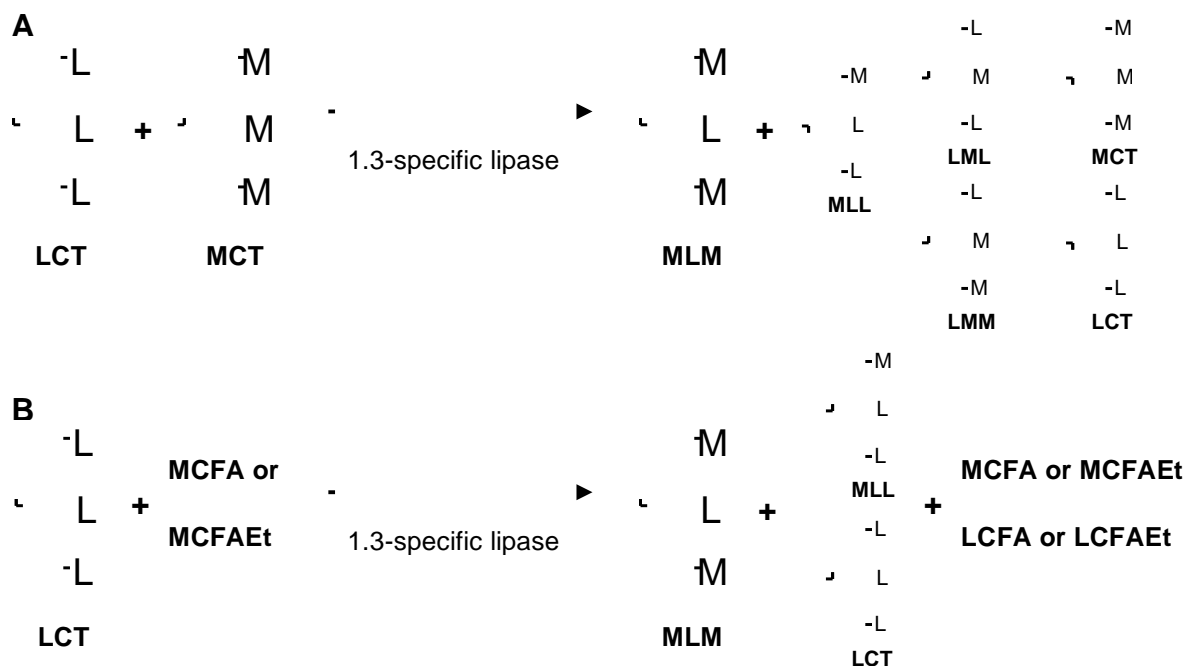 A
L
L
L
LCT
+
M
M
M
MCT
1.3-specific lipase
M
L
M
MLM
+
M
L
L
MLL
L
M
L
LML
M
M
M
MCT
L
M
M
LMM
L
L
L
LCT
B
L
L
L
LCT
+
MCFA or
MCFAEt
1.3-specific lipase
M
L
M
MLM
+
M
L
L
MLL
L
L
L
LCT
+
MCFA or MCFAEt
LCFA or LCFAEt